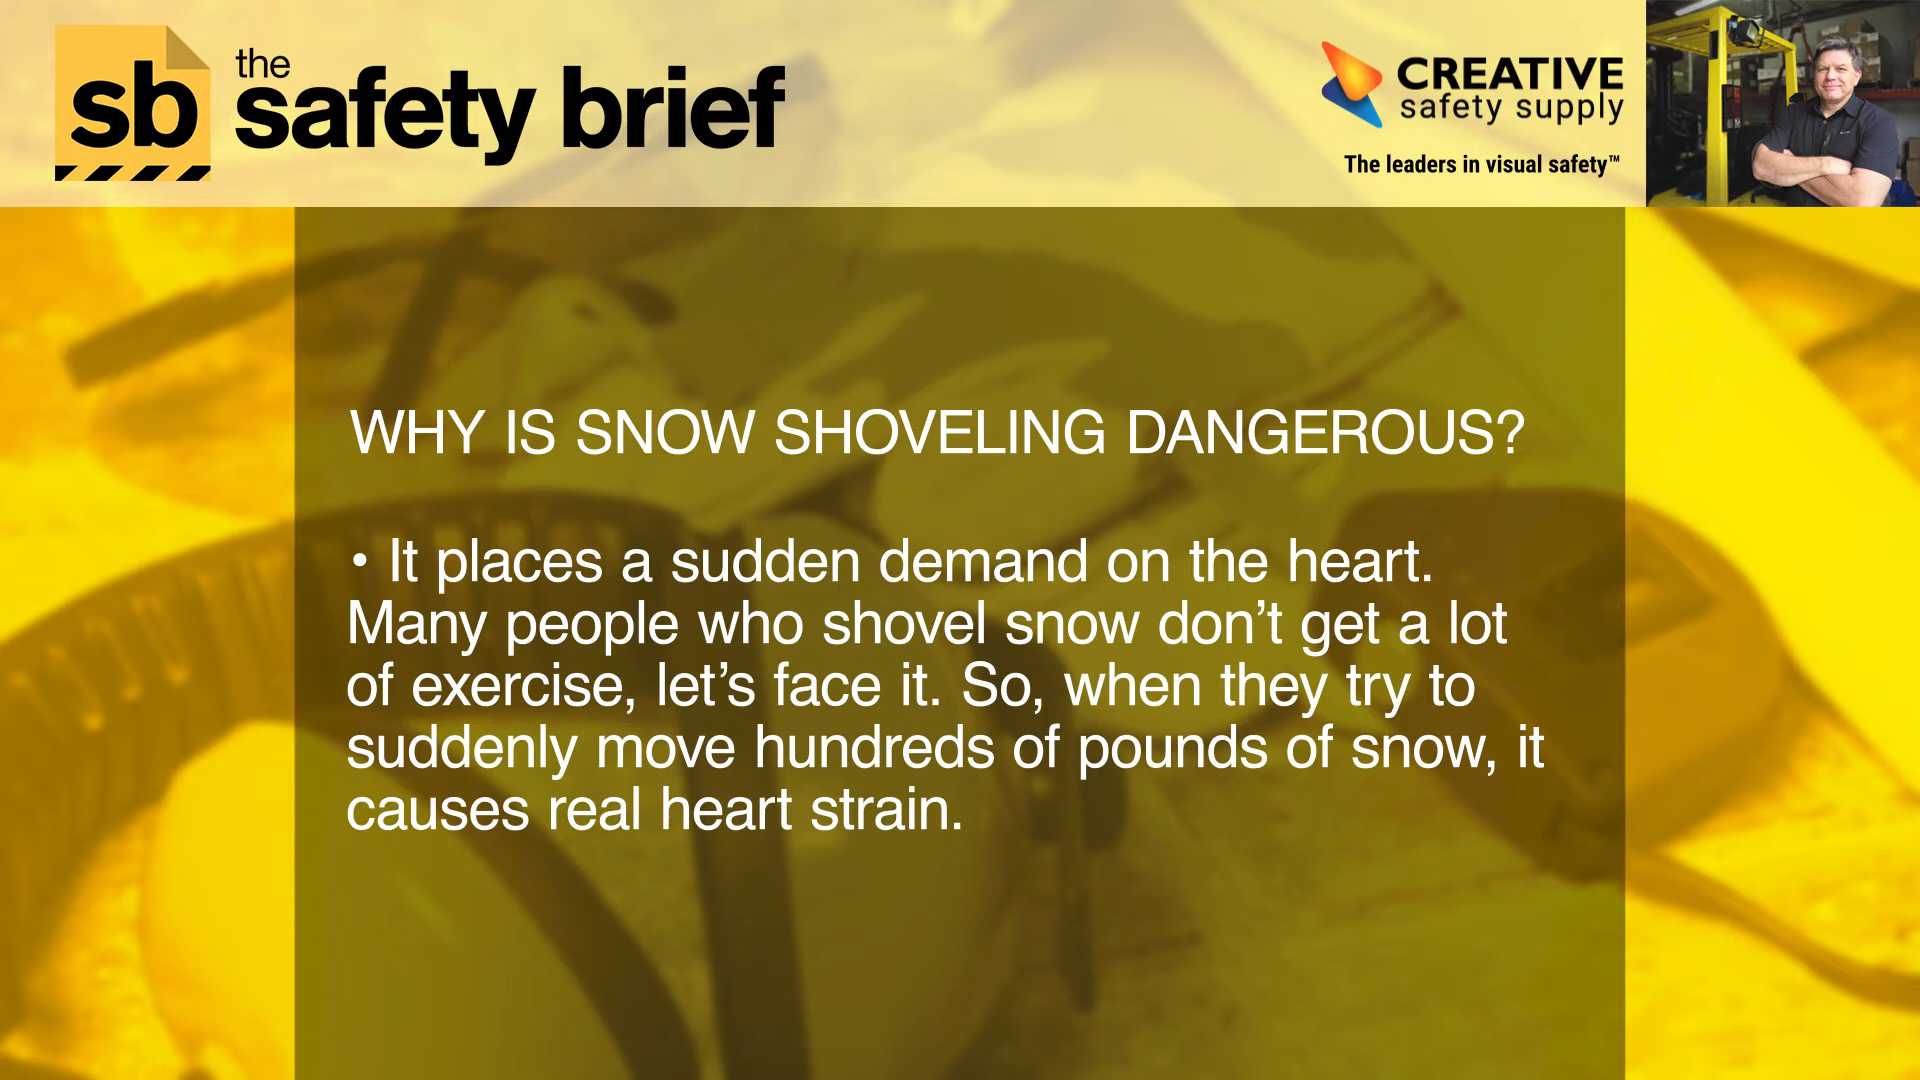 sb
the
safety brief
CREATIVE
safety supply
The leaders in visual safety™
WHY IS SNOW SHOVELING DANGEROUS?
• It places a sudden demand on the heart.
Many people who shovel snow don’t get a lot
of exercise, let’s face it. So, when they try to
suddenly move hundreds of pounds of snow, it
causes real heart strain.